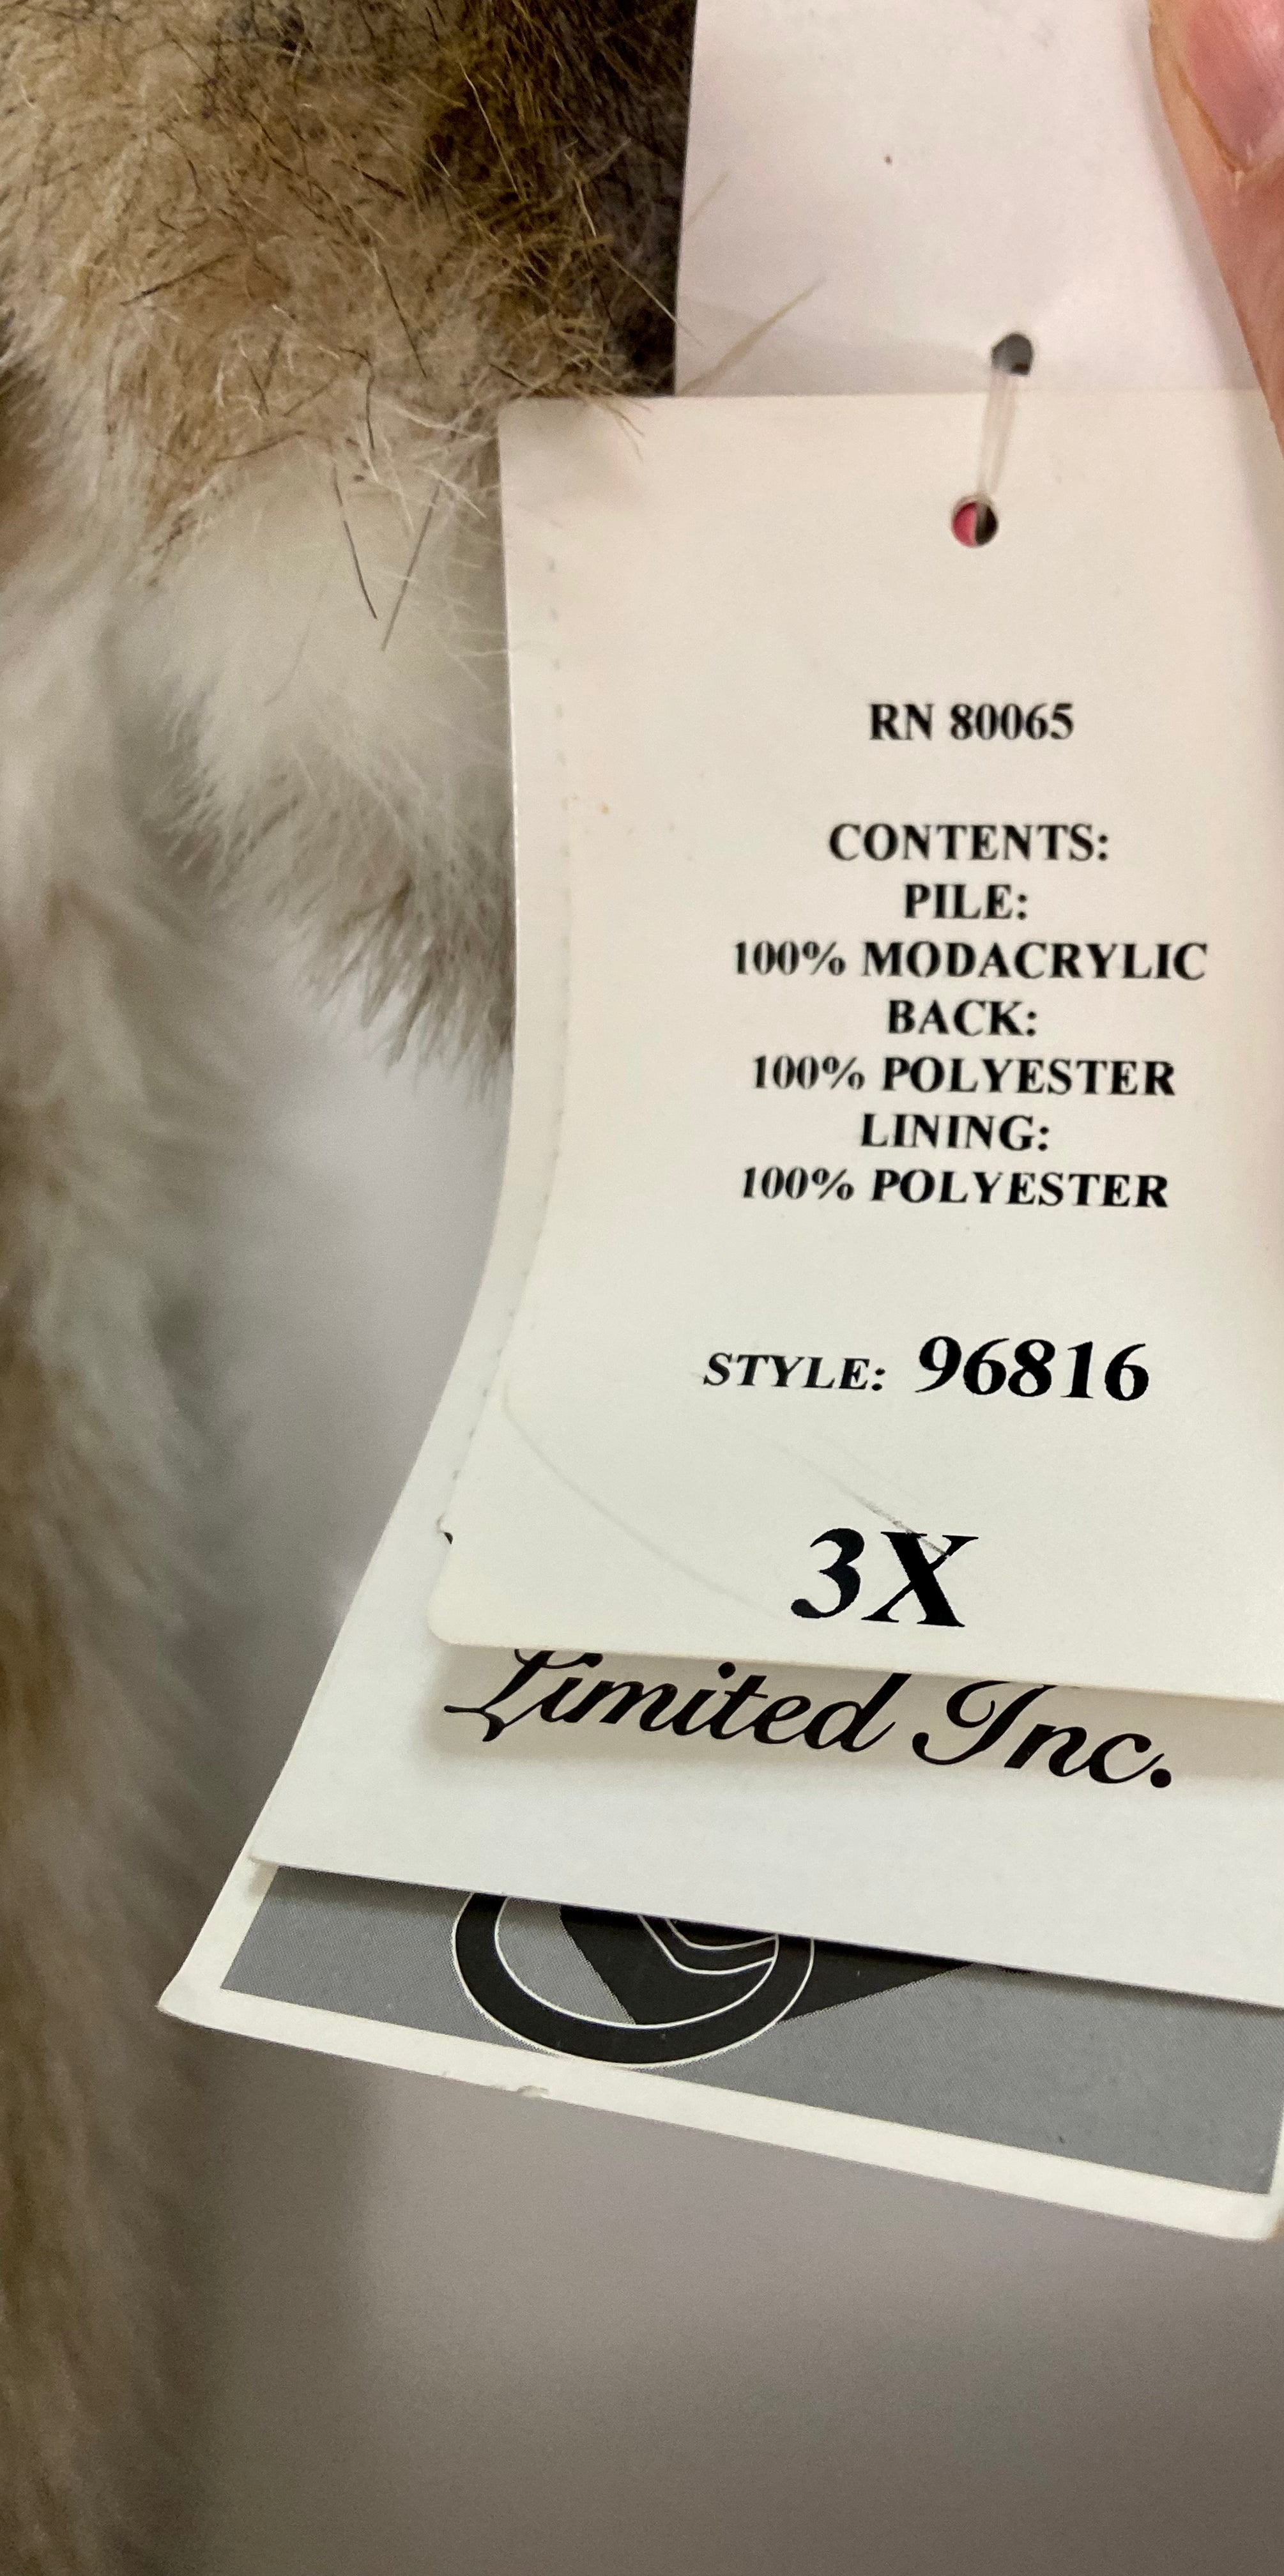 RN 80065
CONTENTS:
PILE:
100% MODACRYLIC
BACK:
100% POLYESTER
LINING:
100% POLYESTER
STYLE: 96816
3X
Limited Inc.